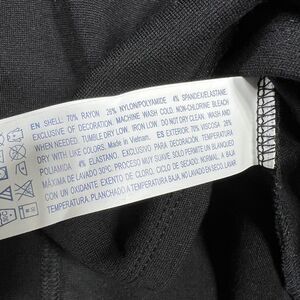 EN SHELL: 70% RAYON 26% NYLON/POLYAMIDE 4% SPANDEX/ELASTANE
EXCLUSIVE OF DECORATION, MACHINE WASH COLD, NON-CHLORINE BLEACH
WHEN NEEDED, TUMBLE DRY LOW, IRON LOW, DO NOT DRY CLEAN. WASH AND
DRY WITH LIKE COLORS. Made in Vietnam. ES EXTERIOR 70% VISCOSA 26%
POLIAMIDA 4% ELASTANO. EXCLUSIVO PARA DECORACIÓN, TEMPERATURA
MÁXIMA DE LAVADO 30°C, PROCESO MUY SUAVE SOLO PERMITE UN BLANQUEO
CON UN OXIDANTE EXENTO DE CLORO. CICLO DE SECADO, NORMAL, A BAJA
TEMPERATURA, PLANCHADO A TEMPERATURA BAJA, NO LAVADO EN SECO, LAVAR